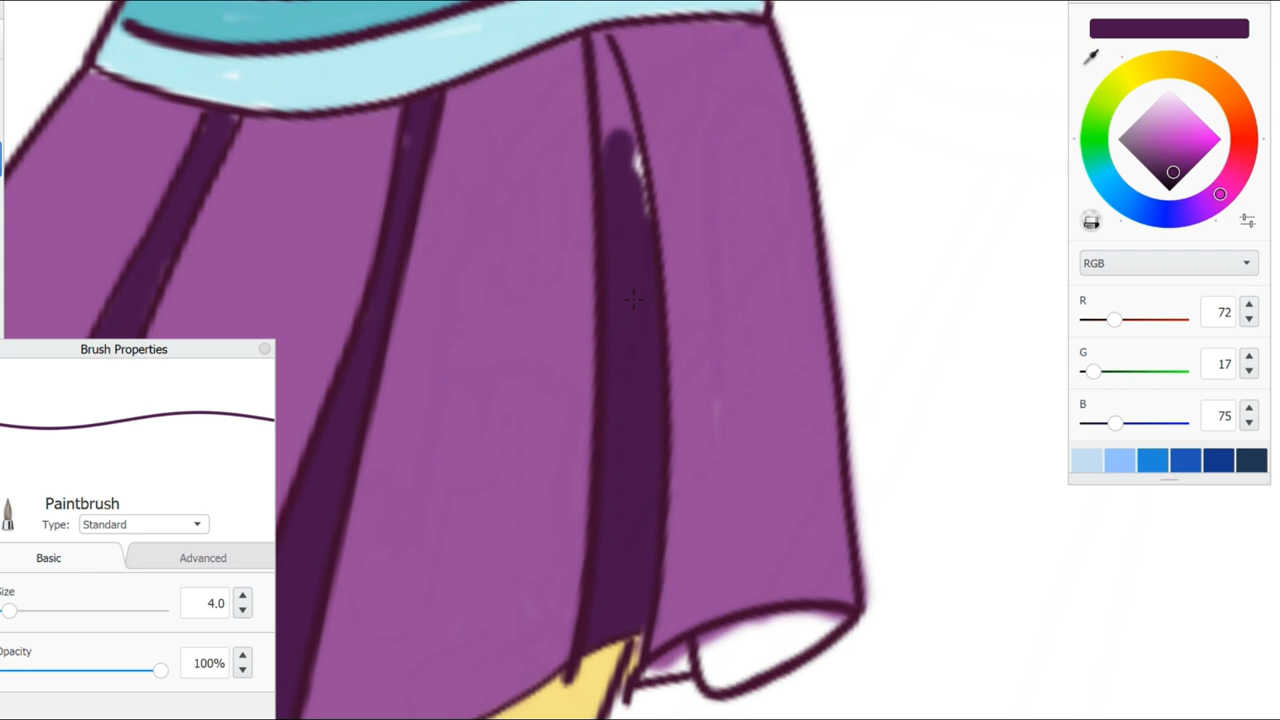 Brush Properties
Paintbrush
Type: Standard
Basic
Advanced
Size
4.0
Opacity
100%
RGB
R
72
G
17
B
75